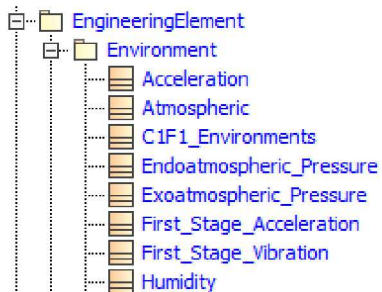 EngineeringElement
Environment
Acceleration
Atmospheric
C1F1_Environments
Endoatmospheric_Pressure
Exoatmospheric_Pressure
First_Stage_Acceleration
First_Stage_Vibration
Humidity